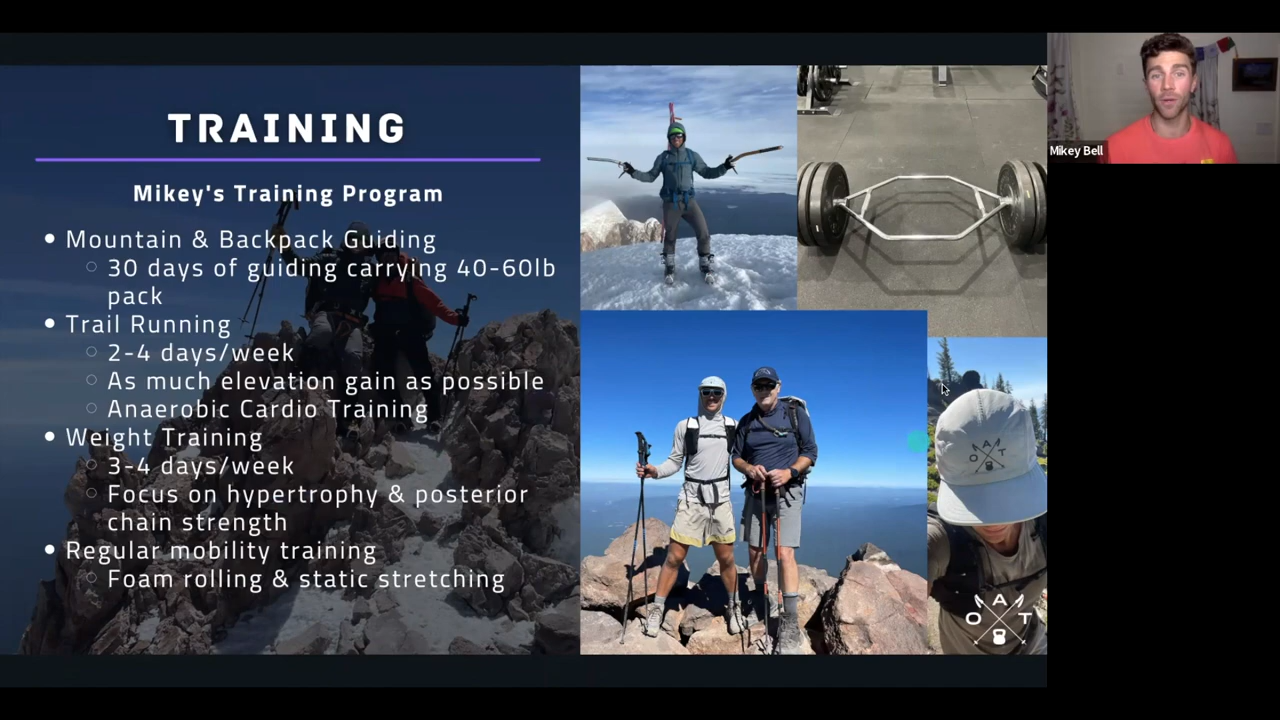 TRAINING
Mikey's Training Program
• Mountain & Backpack Guiding
○ 30 days of guiding carrying 40-60lb
pack
• Trail Running
○ 2-4 days/week
○ As much elevation gain as possible
○ Anaerobic Cardio Training
• Weight Training
○ 3-4 days/week
○ Focus on hypertrophy & posterior
chain strength
• Regular mobility training
○ Foam rolling & static stretching
O A T
O A T
Mikey Bell